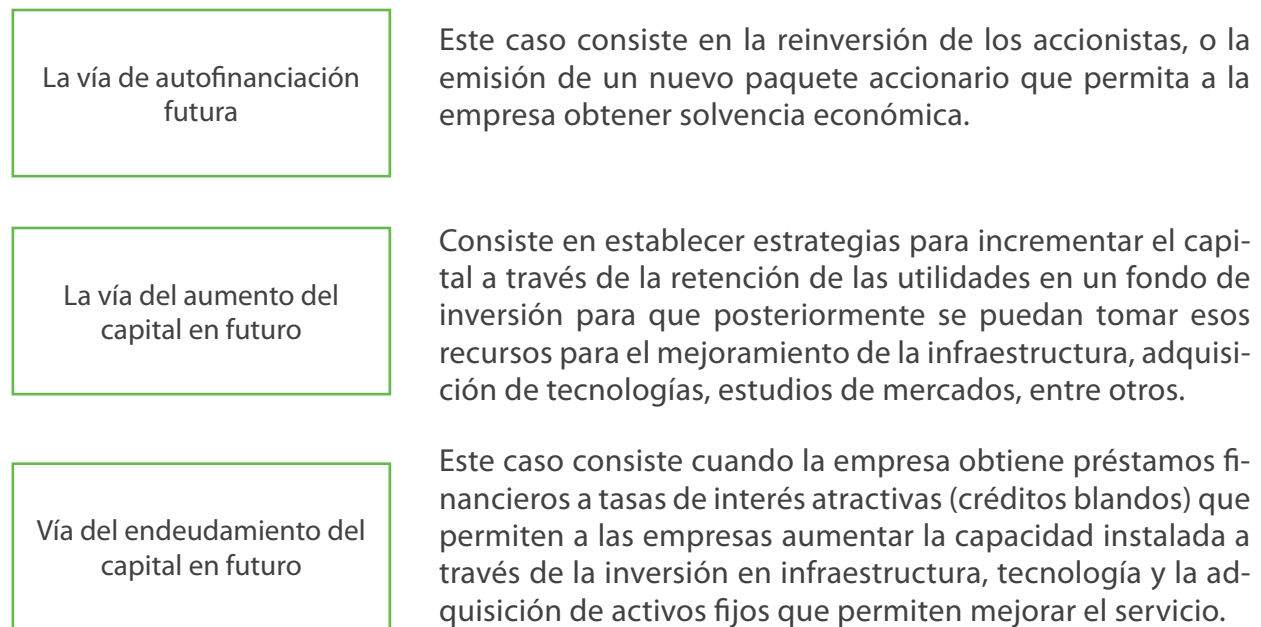 La vía de autofinanciación
futura
Este caso consiste en la reinversión de los accionistas, o la
emisión de un nuevo paquete accionario que permita a la
empresa obtener solvencia económica.
La vía del aumento del
capital en futuro
Consiste en establecer estrategias para incrementar el capi-
tal a través de la retención de las utilidades en un fondo de
inversión para que posteriormente se puedan tomar esos
recursos para el mejoramiento de la infraestructura, adquisi-
ción de tecnologías, estudios de mercados, entre otros.
Vía del endeudamiento del
capital en futuro
Este caso consiste cuando la empresa obtiene préstamos fi-
nancieros a tasas de interés atractivas (créditos blandos) que
permiten a las empresas aumentar la capacidad instalada a
través de la inversión en infraestructura, tecnología y la ad-
quisición de activos fijos que permiten mejorar el servicio.